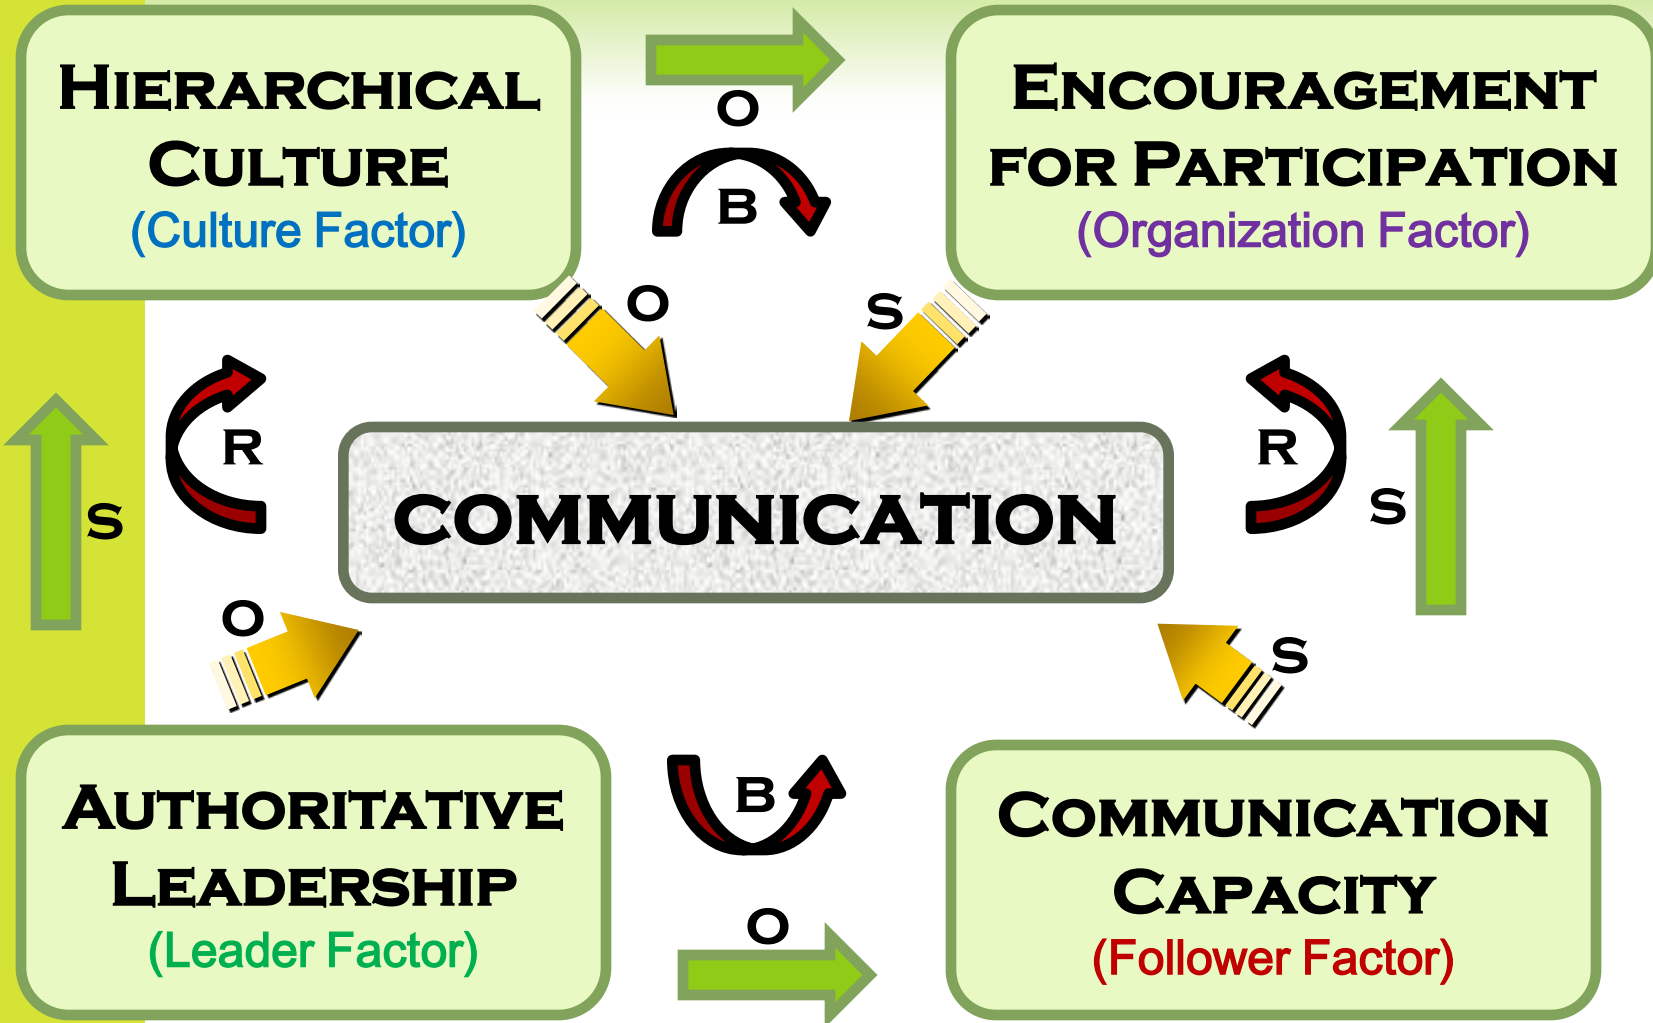 HIERARCHICAL
CULTURE
(Culture Factor)
O
B
ENCOURAGEMENT
FOR PARTICIPATION
(Organization Factor)
O
S
R
S
COMMUNICATION
R
S
O
S
AUTHORITATIVE
LEADERSHIP
(Leader Factor)
B
O
COMMUNICATION
CAPACITY
(Follower Factor)